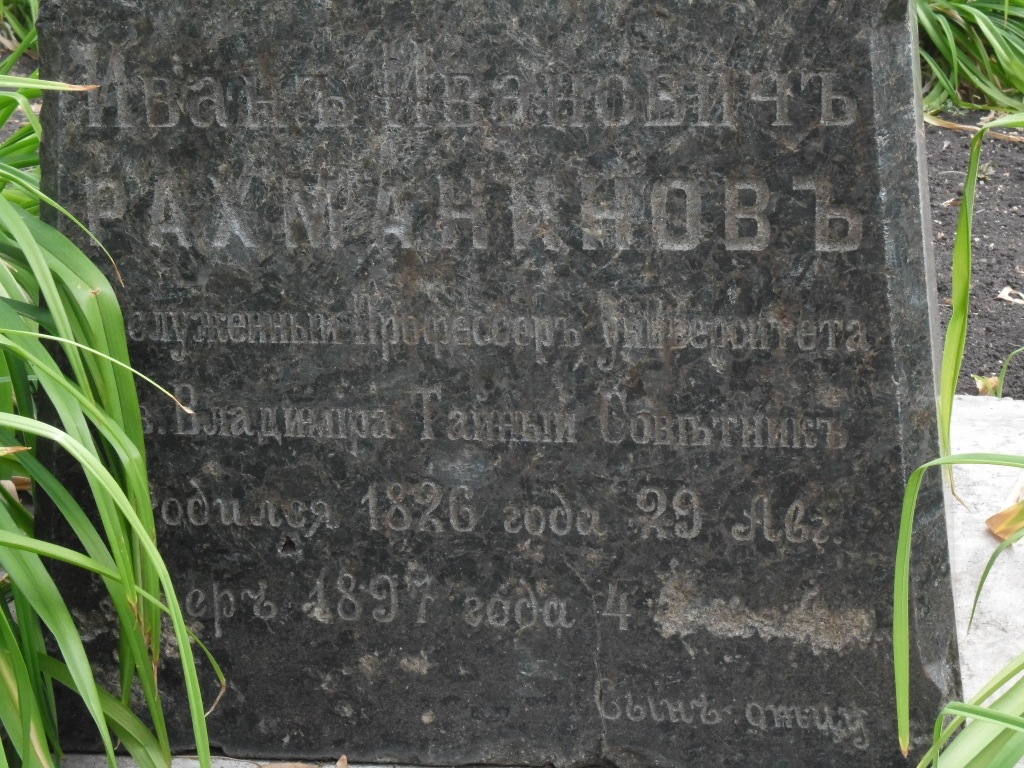 Иванъ Ивановичъ
РАХМАНИНОВЪ
служенный Профессоръ Университета
в. Владиміра Тайный Совѣтникъ
одился 1826 года 29 Авг.
еръ 1897 года 4
Сынъ отцу